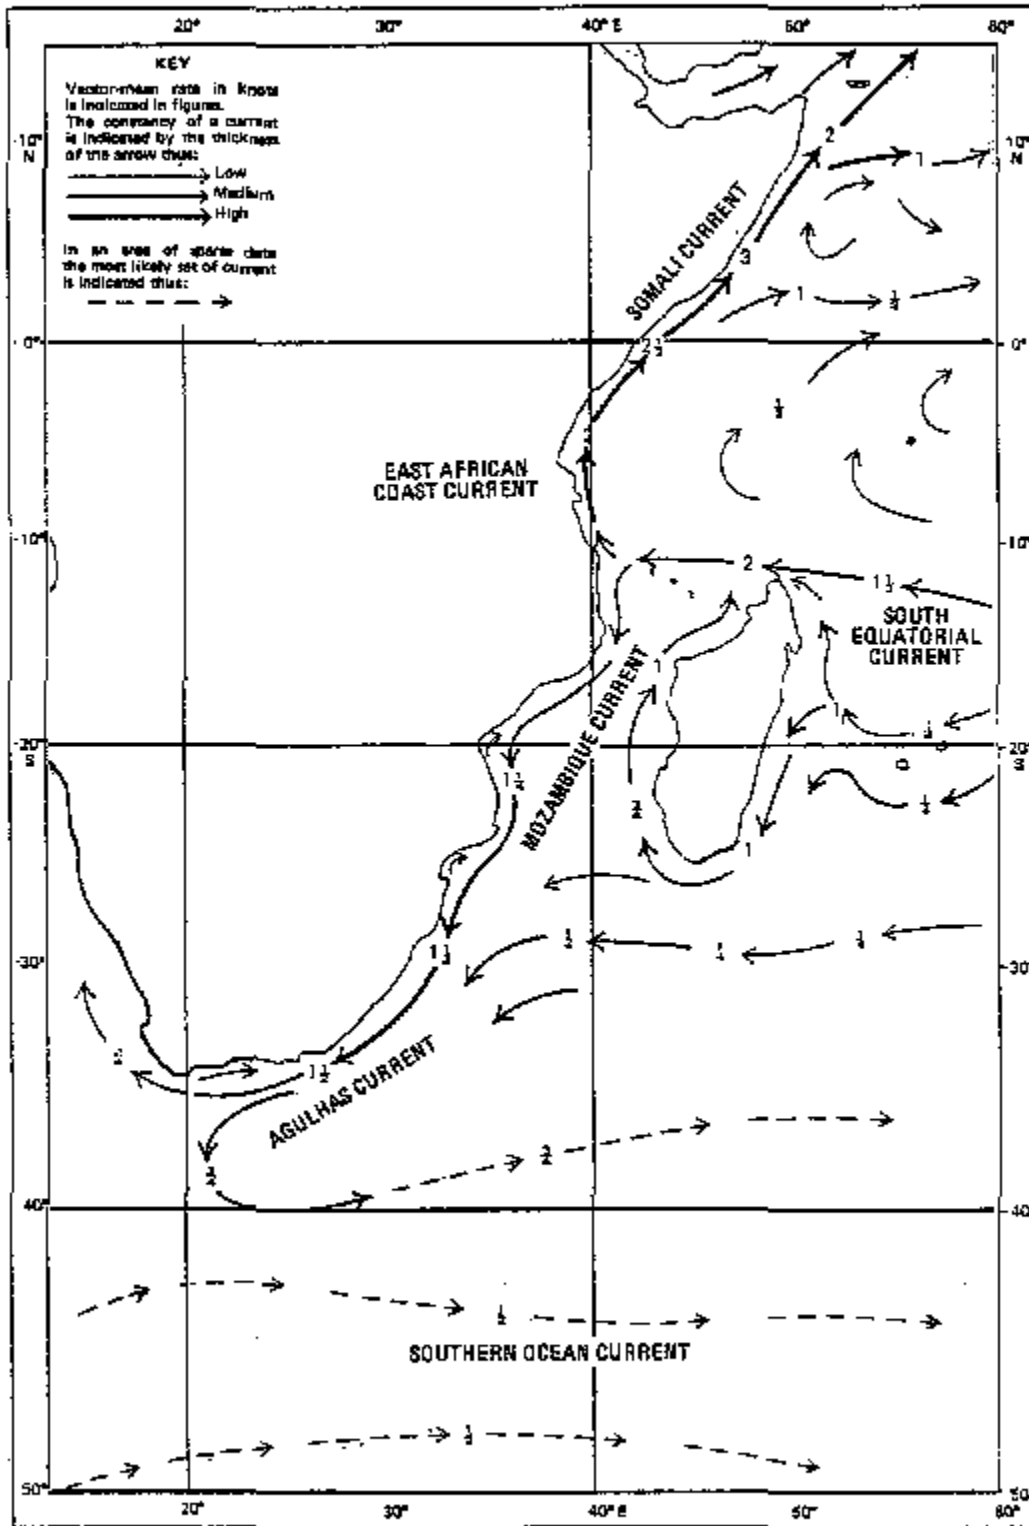 20°
30°
40° E
60°
60°
KEY
Vector-mean rate in knots
is indicated in figures.
The constancy of a current
is indicated by the thickness
of the arrow thus:
Low
Medium
High
In an area of sparse data
the most likely set of current
is indicated thus:
10°
N
10°
N
2
1
SOMALI CURRENT
3
1
0°
2½
0°
EAST AFRICAN
COAST CURRENT
10°
10°
2
1½
SOUTH
EQUATORIAL
CURRENT
MOZAMBIQUE CURRENT
1
1
20°
S
20°
S
1
30°
30°
1½
AGULHAS CURRENT
40°
40°
SOUTHERN OCEAN CURRENT
50°
50°
20°
30°
40° E
50°